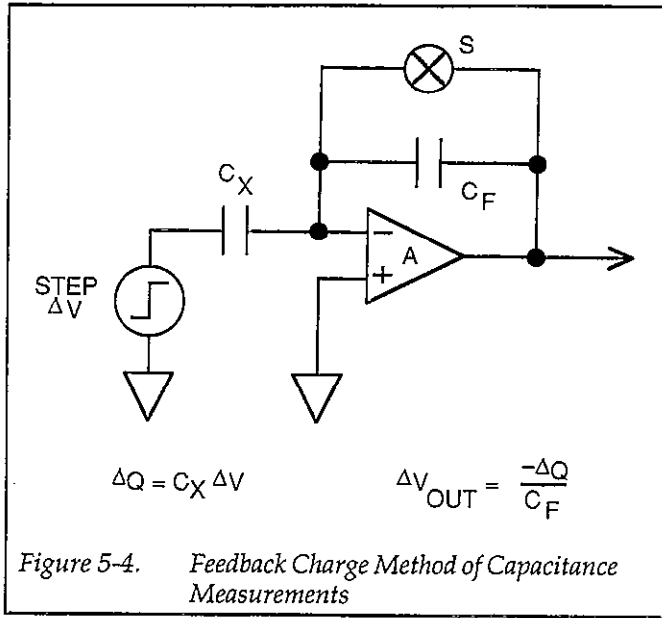 S
C_X
C_F
A
−
+
STEP
ΔV
ΔQ = C_X ΔV
ΔV_OUT = -ΔQ / C_F
Figure 5-4. Feedback Charge Method of Capacitance
Measurements